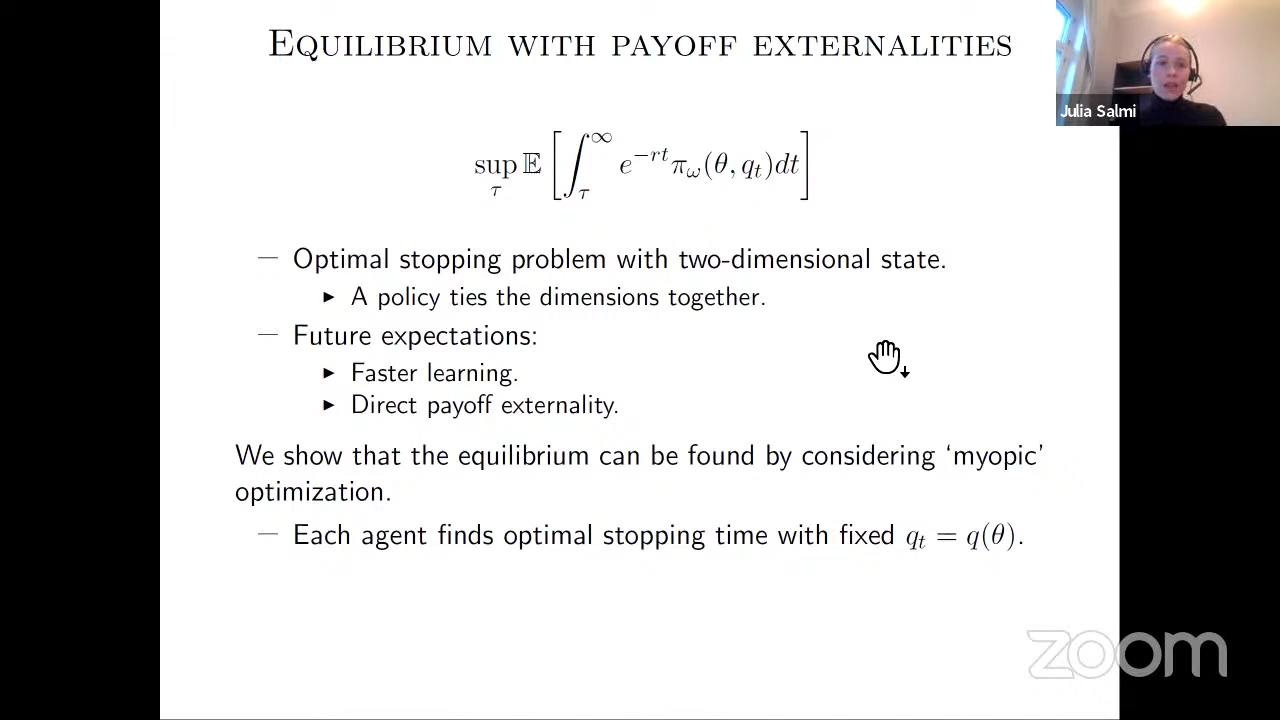 Equilibrium with payoff externalities
Julia Salmi
sup_τ 𝔼 [ ∫_τ^∞ e^{−rt} π_ω(θ, q_t)dt ]
— Optimal stopping problem with two-dimensional state.
▶ A policy ties the dimensions together.
— Future expectations:
▶ Faster learning.
▶ Direct payoff externality.
We show that the equilibrium can be found by considering ‘myopic’
optimization.
— Each agent finds optimal stopping time with fixed q_t = q(θ).
zoom